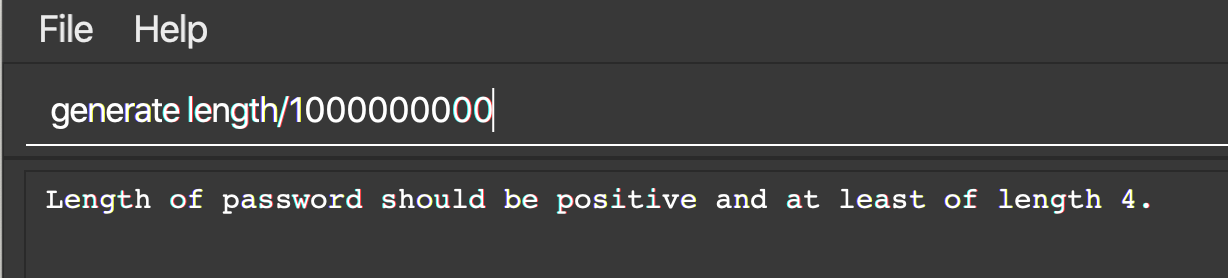 File Help
generate length/1000000000
Length of password should be positive and at least of length 4.